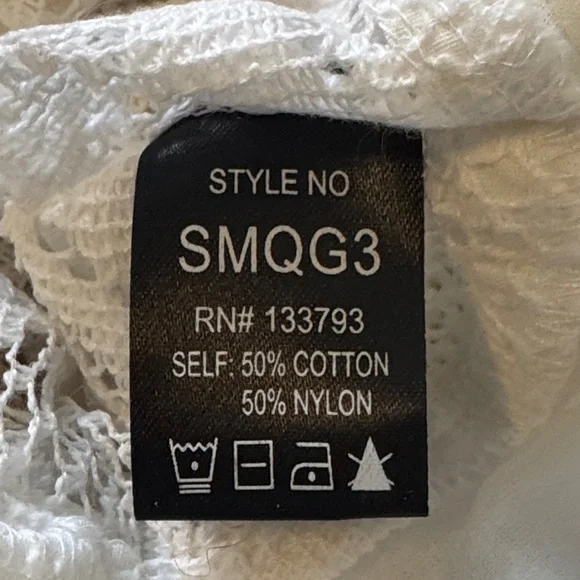 STYLE NO
SMQG3
RN# 133793
SELF: 50% COTTON
50% NYLON